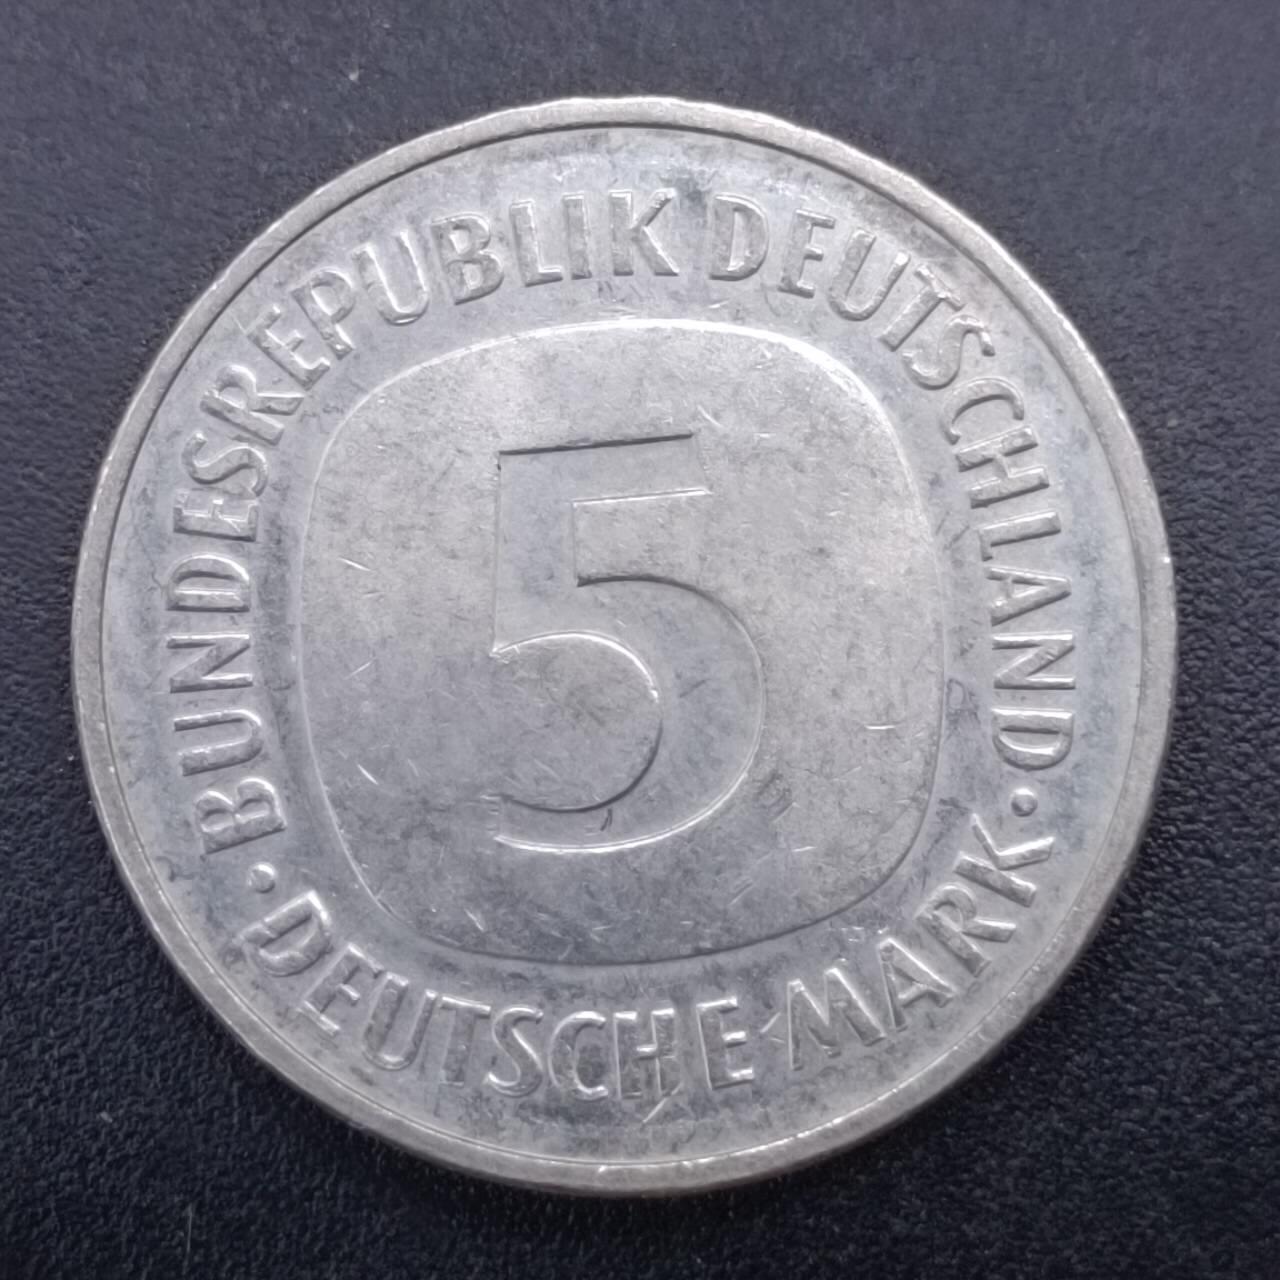 BUNDESREPUBLIK DEUTSCHLAND
5
DEUTSCHE MARK